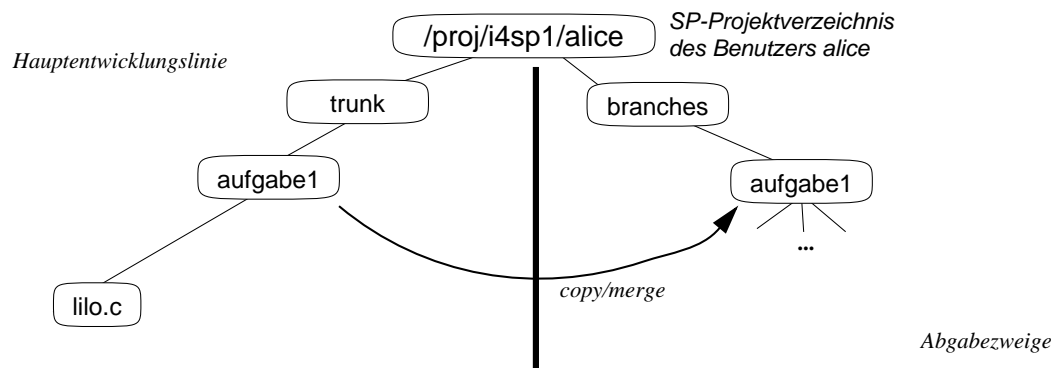 /proj/i4sp1/alice
SP-Projektverzeichnis
des Benutzers alice
Hauptentwicklungslinie
trunk
branches
aufgabe1
aufgabe1
...
lilo.c
copy/merge
Abgabezweige